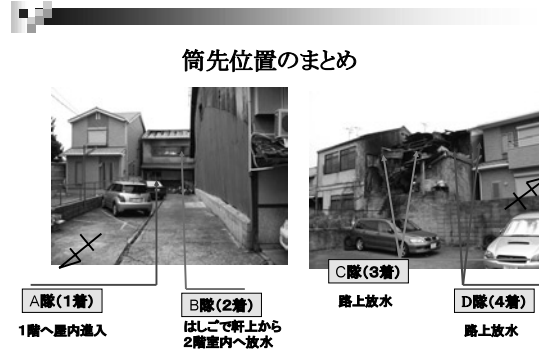 筒先位置のまとめ
A隊(1着)
1階へ屋内進入
B隊(2着)
はしごで軒上から
2階室内へ放水
C隊(3着)
路上放水
D隊(4着)
路上放水